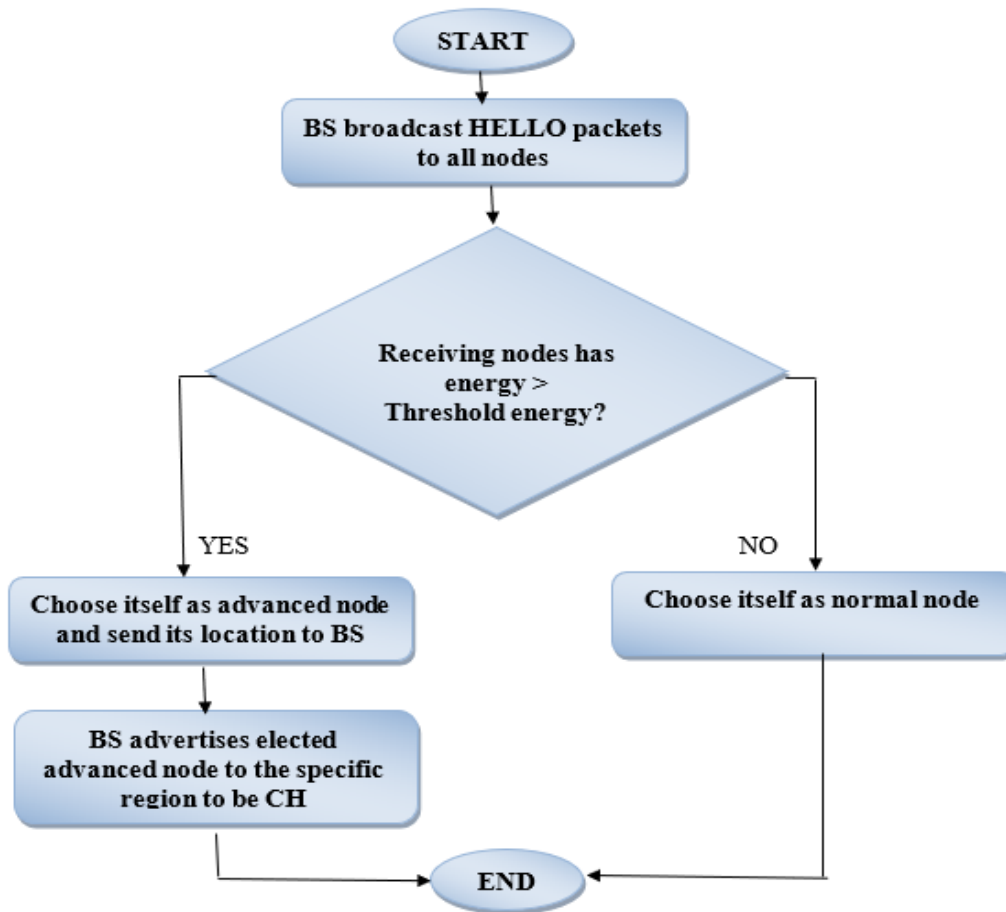 START
BS broadcast HELLO packets
to all nodes
Receiving nodes has
energy >
Threshold energy?
YES
NO
Choose itself as advanced node
and send its location to BS
Choose itself as normal node
BS advertises elected
advanced node to the specific
region to be CH
END